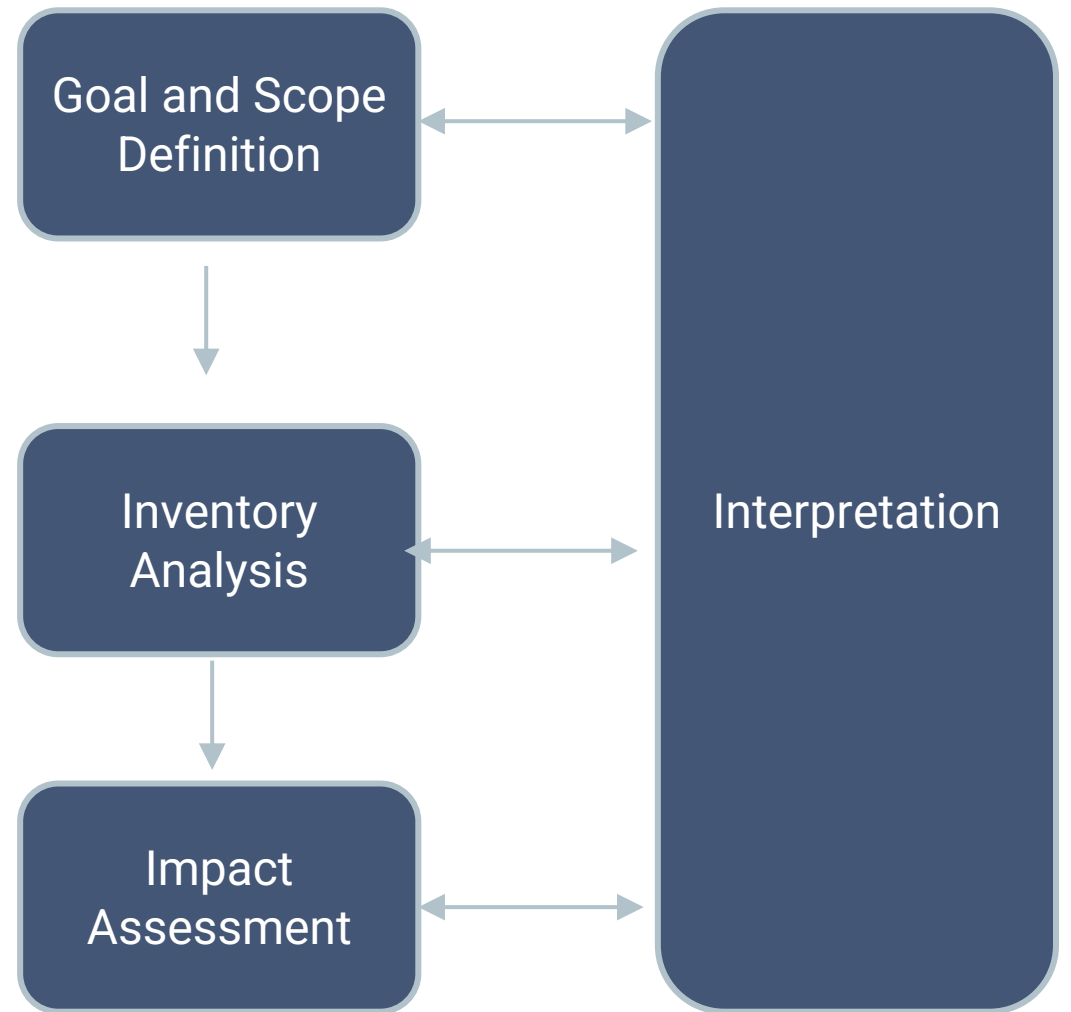 Goal and Scope
Definition
Inventory
Analysis
Interpretation
Impact
Assessment